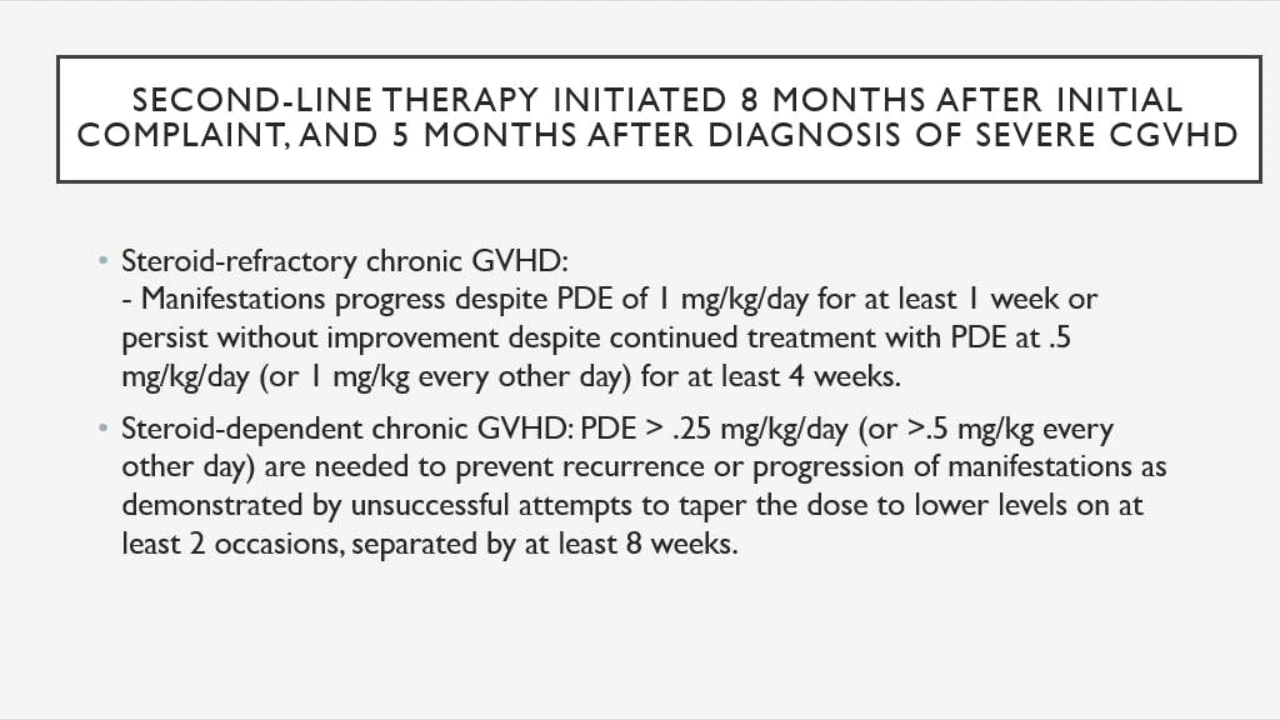 SECOND-LINE THERAPY INITIATED 8 MONTHS AFTER INITIAL
COMPLAINT, AND 5 MONTHS AFTER DIAGNOSIS OF SEVERE CGVHD
• Steroid-refractory chronic GVHD:
- Manifestations progress despite PDE of 1 mg/kg/day for at least 1 week or
persist without improvement despite continued treatment with PDE at .5
mg/kg/day (or 1 mg/kg every other day) for at least 4 weeks.
• Steroid-dependent chronic GVHD: PDE > .25 mg/kg/day (or >.5 mg/kg every
other day) are needed to prevent recurrence or progression of manifestations as
demonstrated by unsuccessful attempts to taper the dose to lower levels on at
least 2 occasions, separated by at least 8 weeks.